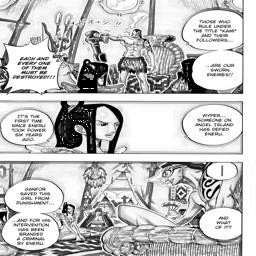 THOSE
WHO RULE
UNDER THE
TITLE "KAMI"
AND THEIR
FOLLOWERS...
EACH AND
EVERY ONE
OF THEM
MUST BE
DESTROYED!!!
...ARE OUR
SWORN
ENEMIES!!
WYPER...
SOMEONE ON
ANGEL ISLAND
HAS DEFIED
ENERU.
IT'S THE
FIRST TIME
SINCE ENERU
TOOK POWER
SIX YEARS
AGO.
GANFOR
SAVED THIS
GIRL FROM
PUNISHMENT...
...AND FOR HIS
INTERVENTION
HAS BEEN
BRANDED
A CRIMINAL
BY ENERU.
AND
WHAT
OF IT?